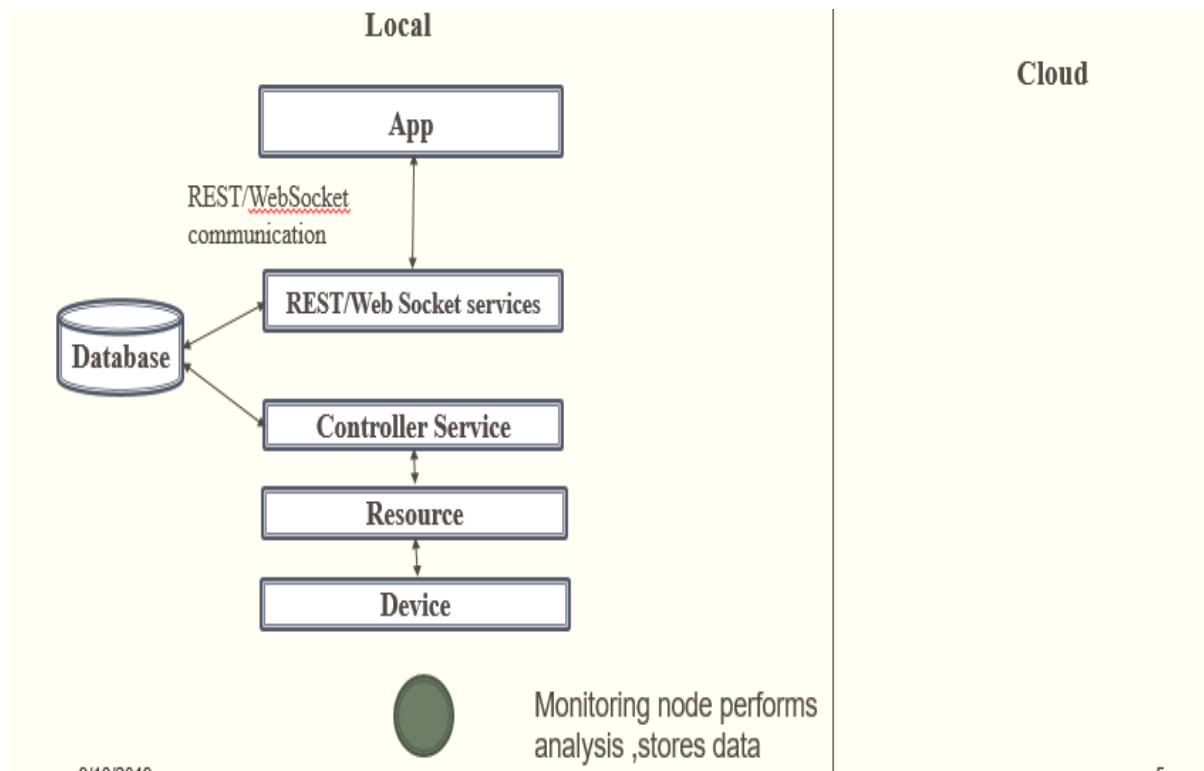 Local
Cloud
App
REST/WebSocket
communication
REST/Web Socket services
Database
Controller Service
Resource
Device
Monitoring node performs
analysis ,stores data